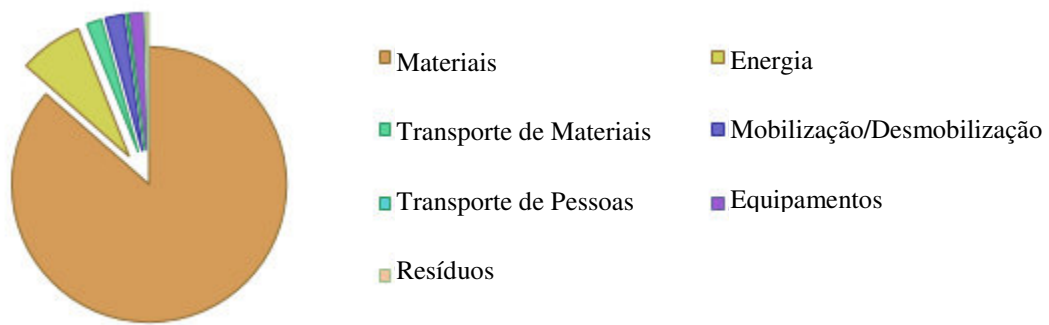 Materiais
Energia
Transporte de Materiais
Mobilização/Desmobilização
Transporte de Pessoas
Equipamentos
Resíduos